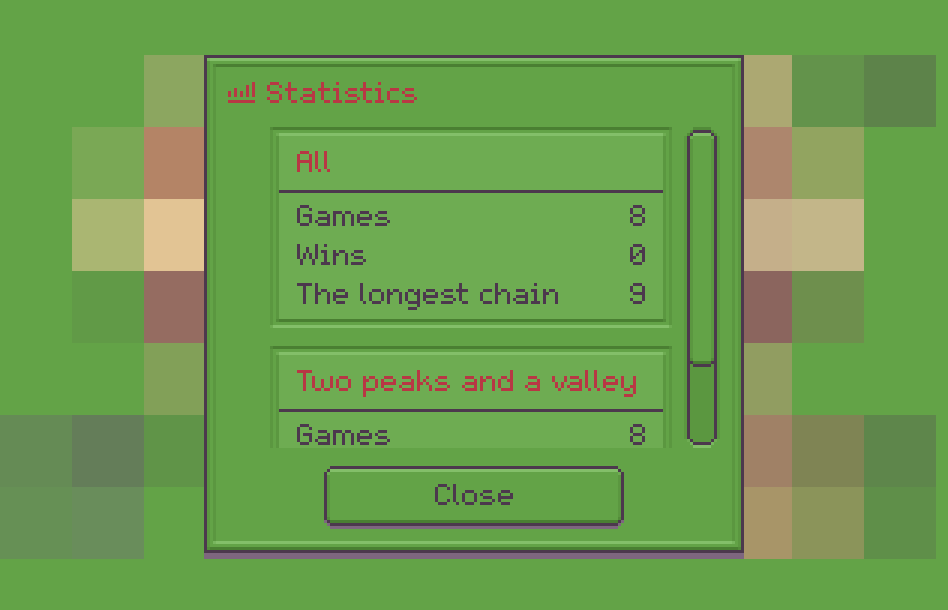 Statistics
All
Games 8
Wins 0
The longest chain 9
Two peaks and a valley
Games 8
Close